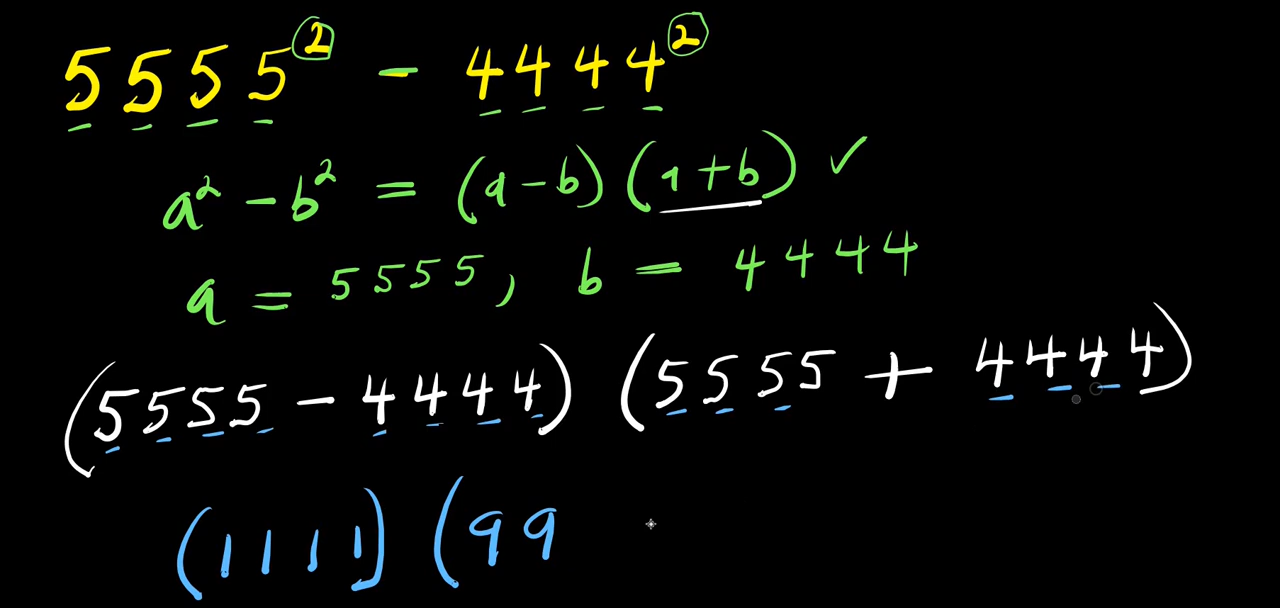 5555² - 4444²
a² - b² = (a - b) (a + b) ✓
a = 5555, b = 4444
(5555 - 4444) (5555 + 4444)
(1111) (99